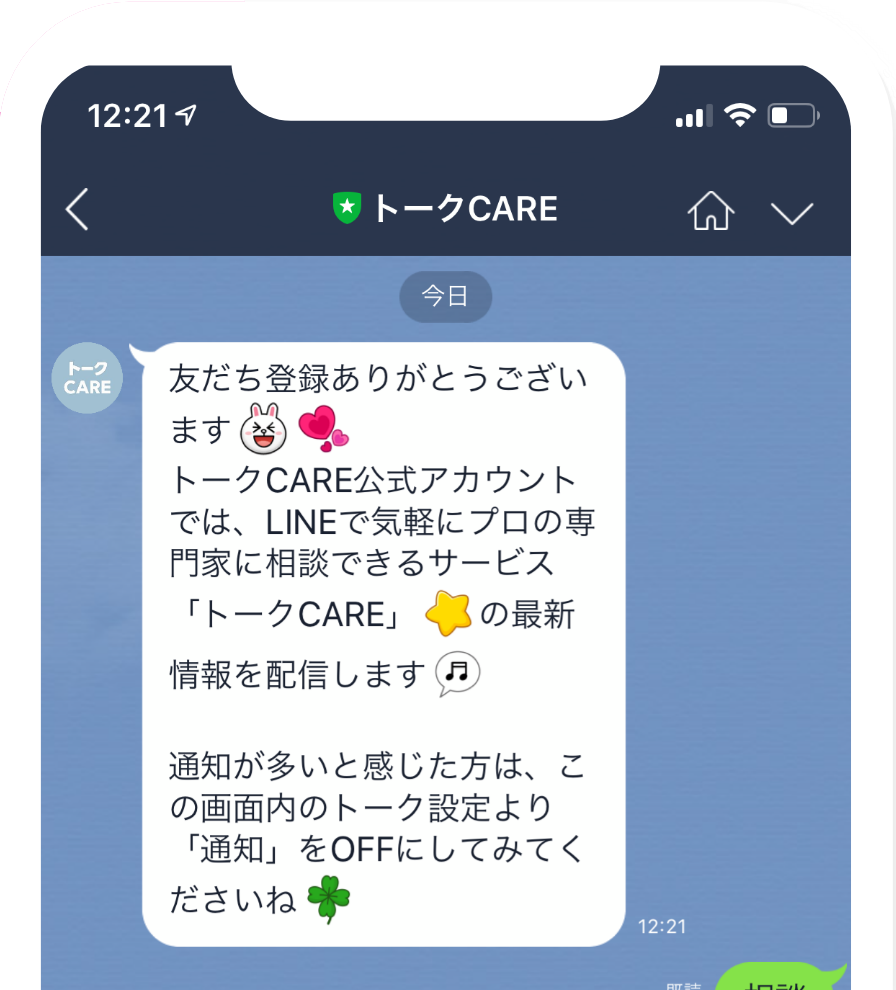 12:21
トークCARE
今日
トーク
CARE
友だち登録ありがとうござい
ます
トークCARE公式アカウント
では、LINEで気軽にプロの専
門家に相談できるサービス
「トークCARE」の最新
情報を配信します
通知が多いと感じた方は、こ
の画面内のトーク設定より
「通知」をOFFにしてみてく
ださいね
12:21
既読
相談